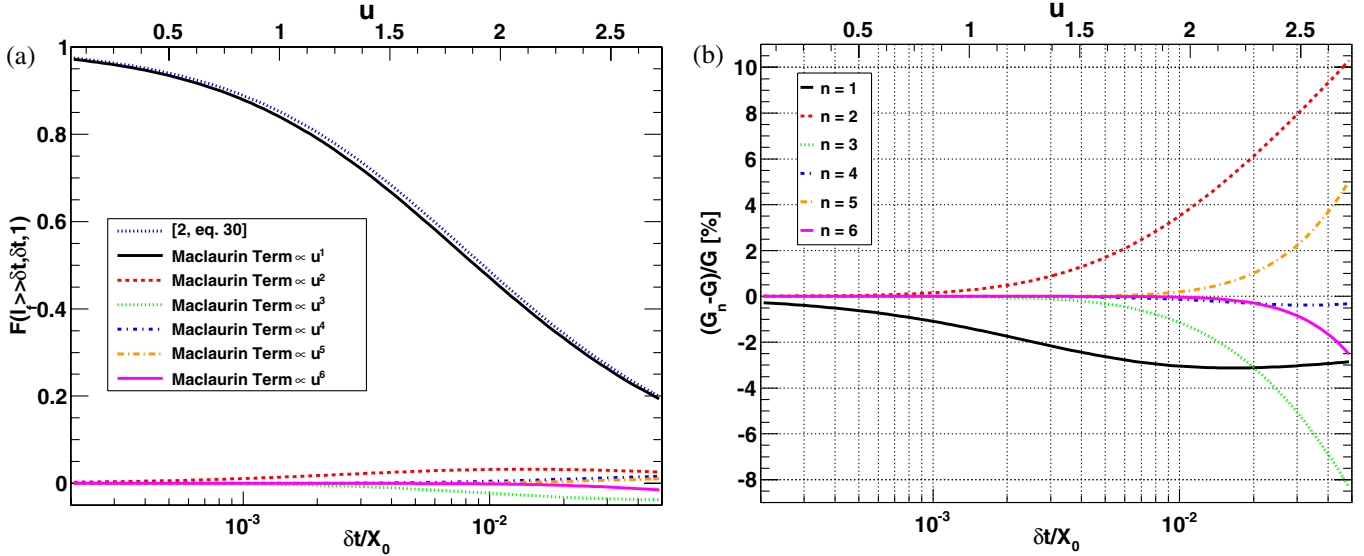 u
0.5 1 1.5 2 2.5
(a)
1
0.8
0.6
0.4
0.2
0
F(l_f>>δt,δt,1)
[2, eq. 30]
Maclaurin Term ∝ u¹
Maclaurin Term ∝ u²
Maclaurin Term ∝ u³
Maclaurin Term ∝ u⁴
Maclaurin Term ∝ u⁵
Maclaurin Term ∝ u⁶
10⁻³ 10⁻²
δt/X₀
u
0.5 1 1.5 2 2.5
(b)
10
8
6
4
2
0
-2
-4
-6
-8
(G_n-G)/G [%]
n = 1
n = 2
n = 3
n = 4
n = 5
n = 6
10⁻³ 10⁻²
δt/X₀